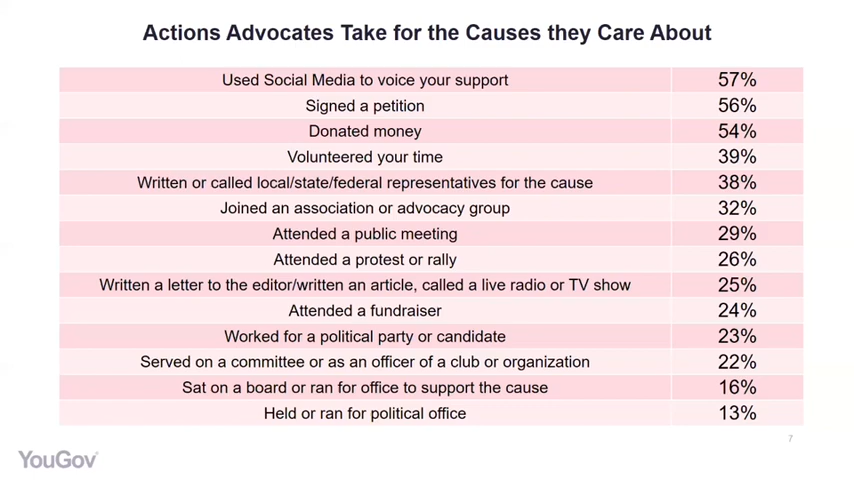 Actions Advocates Take for the Causes they Care About
Used Social Media to voice your support 57%
Signed a petition 56%
Donated money 54%
Volunteered your time 39%
Written or called local/state/federal representatives for the cause 38%
Joined an association or advocacy group 32%
Attended a public meeting 29%
Attended a protest or rally 26%
Written a letter to the editor/written an article, called a live radio or TV show 25%
Attended a fundraiser 24%
Worked for a political party or candidate 23%
Served on a committee or as an officer of a club or organization 22%
Sat on a board or ran for office to support the cause 16%
Held or ran for political office 13%
7
YouGov